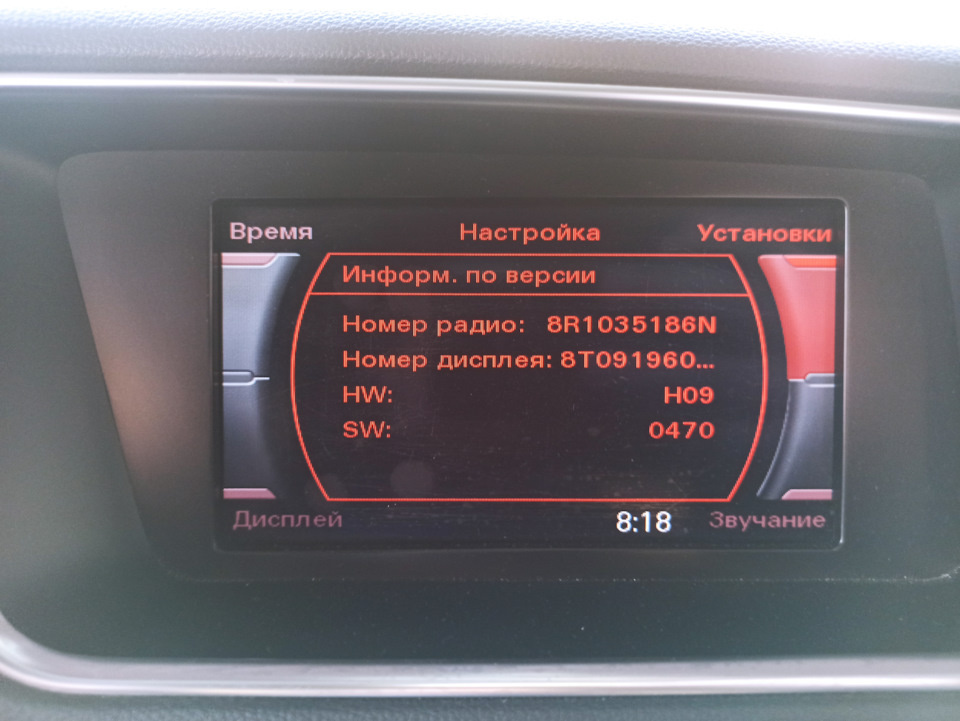 Время Настройка Установки
Информ. по версии
Номер радио: 8R1035186N
Номер дисплея: 8T091960...
HW: H09
SW: 0470
Дисплей 8:18 Звучание